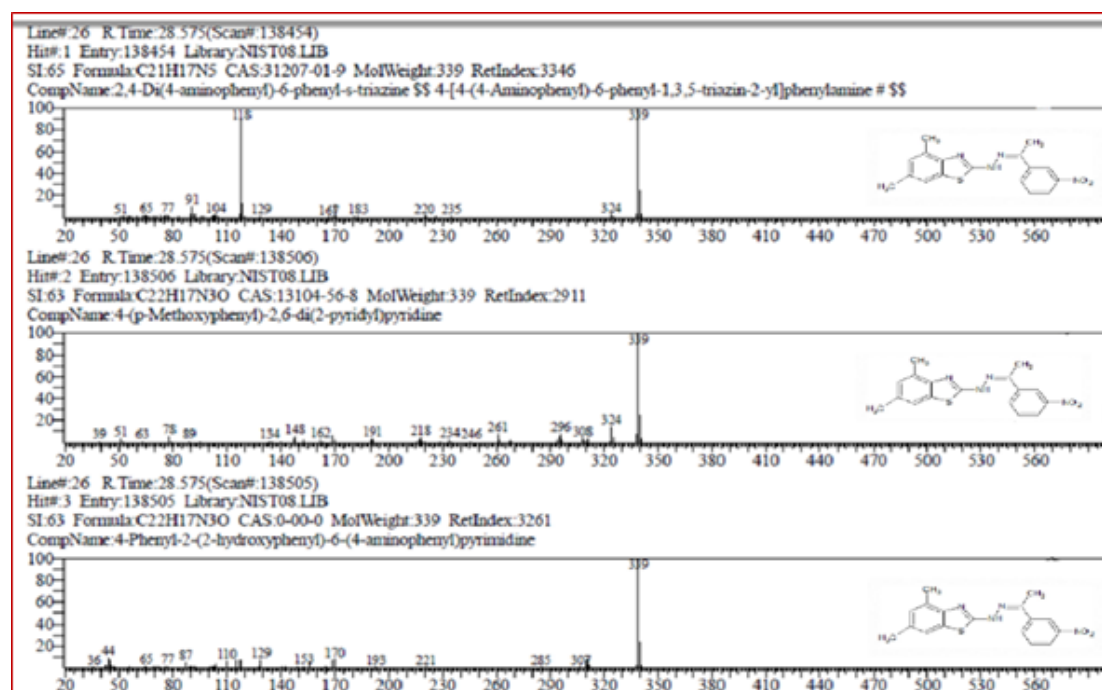 Line#:26 R.Time:28.575(Scan#:138454)
Hit#:1 Entry:138454 Library:NIST08.LIB
SI:65 Formula:C21H17N5 CAS:31207-01-9 MolWeight:339 RetIndex:3346
CompName:2,4-Di(4-aminophenyl)-6-phenyl-s-triazine $$ 4-[4-(4-Aminophenyl)-6-phenyl-1,3,5-triazin-2-yl]phenylamine # $$
100
80
60
40
20
118
339
51 65 77 91 104 129 167 183 220 235 324
CH3 N N CH3
H3C S NH
20 50 80 110 140 170 200 230 260 290 320 350 380 410 440 470 500 530 560
Line#:26 R.Time:28.575(Scan#:138506)
Hit#:2 Entry:138506 Library:NIST08.LIB
SI:63 Formula:C22H17N3O CAS:13104-56-8 MolWeight:339 RetIndex:2911
CompName:4-(p-Methoxyphenyl)-2,6-di(2-pyridyl)pyridine
100
80
60
40
20
339
39 51 63 78 89 134 148 162 191 218 234 246 261 296 308 324
CH3 N N CH3
H3C S NH
20 50 80 110 140 170 200 230 260 290 320 350 380 410 440 470 500 530 560
Line#:26 R.Time:28.575(Scan#:138505)
Hit#:3 Entry:138505 Library:NIST08.LIB
SI:63 Formula:C22H17N3O CAS:0-00-0 MolWeight:339 RetIndex:3261
CompName:4-Phenyl-2-(2-hydroxyphenyl)-6-(4-aminophenyl)pyrimidine
100
80
60
40
20
339
36 44 65 77 87 110 129 153 170 193 221 285 307
CH3 N N CH3
H3C S NH
20 50 80 110 140 170 200 230 260 290 320 350 380 410 440 470 500 530 560